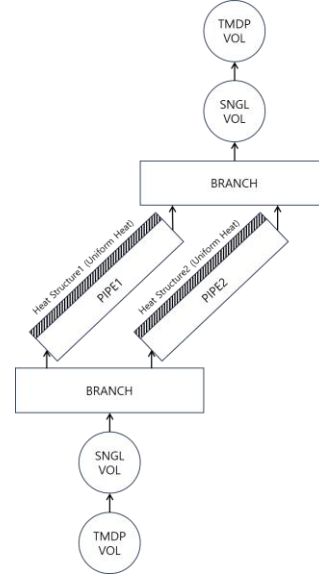 TMDP
VOL
SNGL
VOL
BRANCH
Heat Structure1 (Uniform Heat)
PIPE1
Heat Structure2 (Uniform Heat)
PIPE2
BRANCH
SNGL
VOL
TMDP
VOL